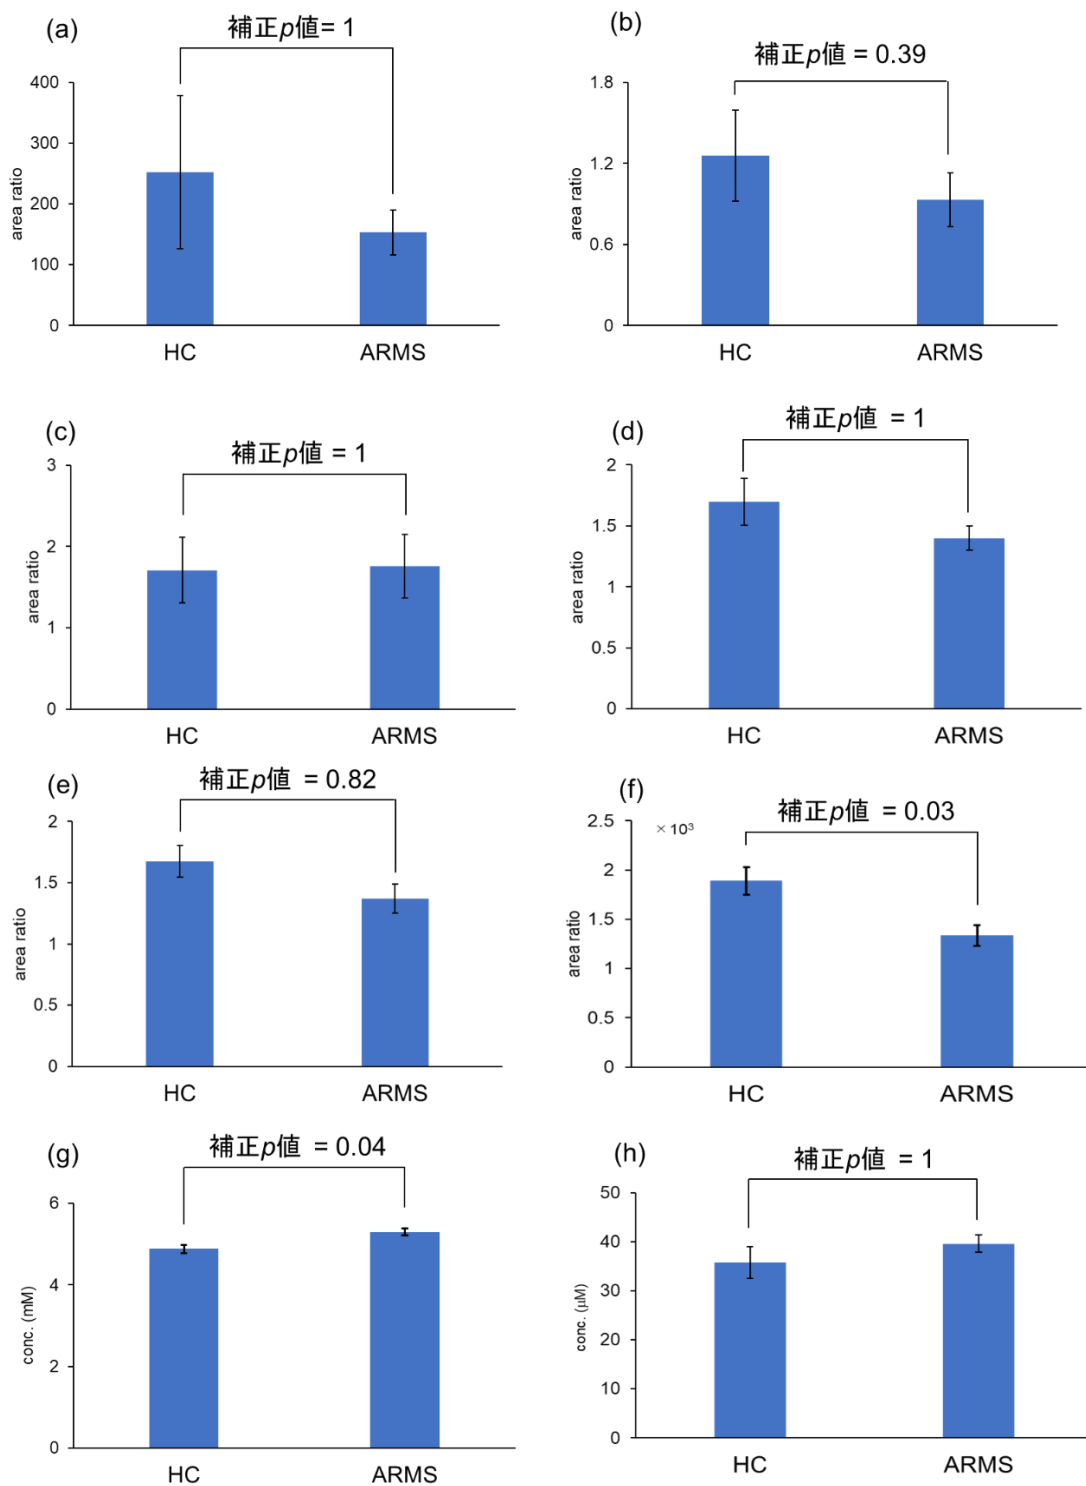 (a)
補正p値= 1
400
300
200
100
0
area ratio
HC
ARMS
(b)
補正p値 = 0.39
1.8
1.2
0.6
0
area ratio
HC
ARMS
(c)
補正p値 = 1
3
2
1
0
area ratio
HC
ARMS
(d)
補正p値 = 1
2
1.5
1
0.5
0
area ratio
HC
ARMS
(e)
補正p値 = 0.82
2
1.5
1
0.5
0
area ratio
HC
ARMS
(f)
補正p値 = 0.03
×10³
2.5
2
1.5
1
0.5
0
area ratio
HC
ARMS
(g)
補正p値 = 0.04
6
4
2
0
conc. (mM)
HC
ARMS
(h)
補正p値 = 1
50
40
30
20
10
0
conc. (μM)
HC
ARMS